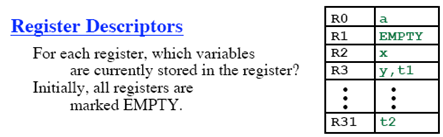 Register Descriptors
For each register, which variables
are currently stored in the register?
Initially, all registers are
marked EMPTY.
R0 a
R1 EMPTY
R2 x
R3 y,t1
R31 t2